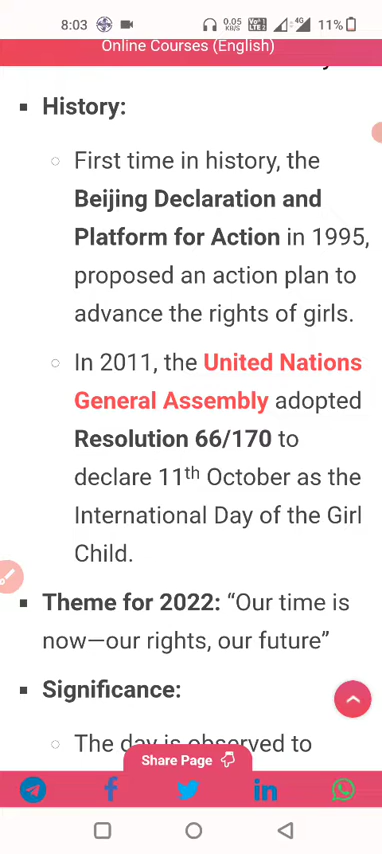 8:03 0.05 KB/S Vo1) LTE 2 4G 11%
Online Courses (English)
▪ History:
○ First time in history, the
Beijing Declaration and
Platform for Action in 1995,
proposed an action plan to
advance the rights of girls.
○ In 2011, the United Nations
General Assembly adopted
Resolution 66/170 to
declare 11th October as the
International Day of the Girl
Child.
▪ Theme for 2022: “Our time is
now—our rights, our future”
▪ Significance:
○ The day is observed to
Share Page